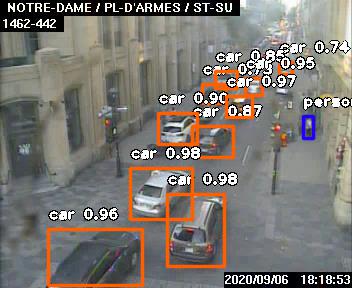 NOTRE-DAME / PL-D'ARMES / ST-SU
1462-442
car 0.74
car 0.95
car 0.97
car 0.90
car 0.87
person
car 0.98
car 0.98
car 0.96
2020/09/06 18:18:53